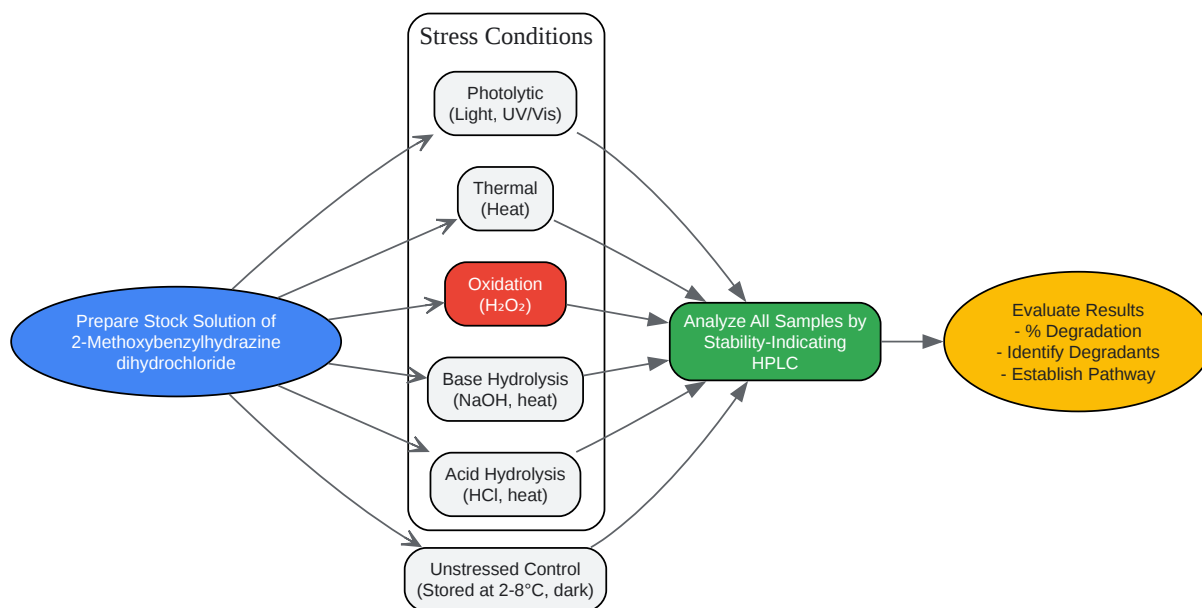 Stress Conditions
Photolytic
(Light, UV/Vis)
Thermal
(Heat)
Oxidation
(H₂O₂)
Base Hydrolysis
(NaOH, heat)
Acid Hydrolysis
(HCl, heat)
Unstressed Control
(Stored at 2-8°C, dark)
Prepare Stock Solution of
2-Methoxybenzylhydrazine
dihydrochloride
Analyze All Samples by
Stability-Indicating
HPLC
Evaluate Results
- % Degradation
- Identify Degradants
- Establish Pathway